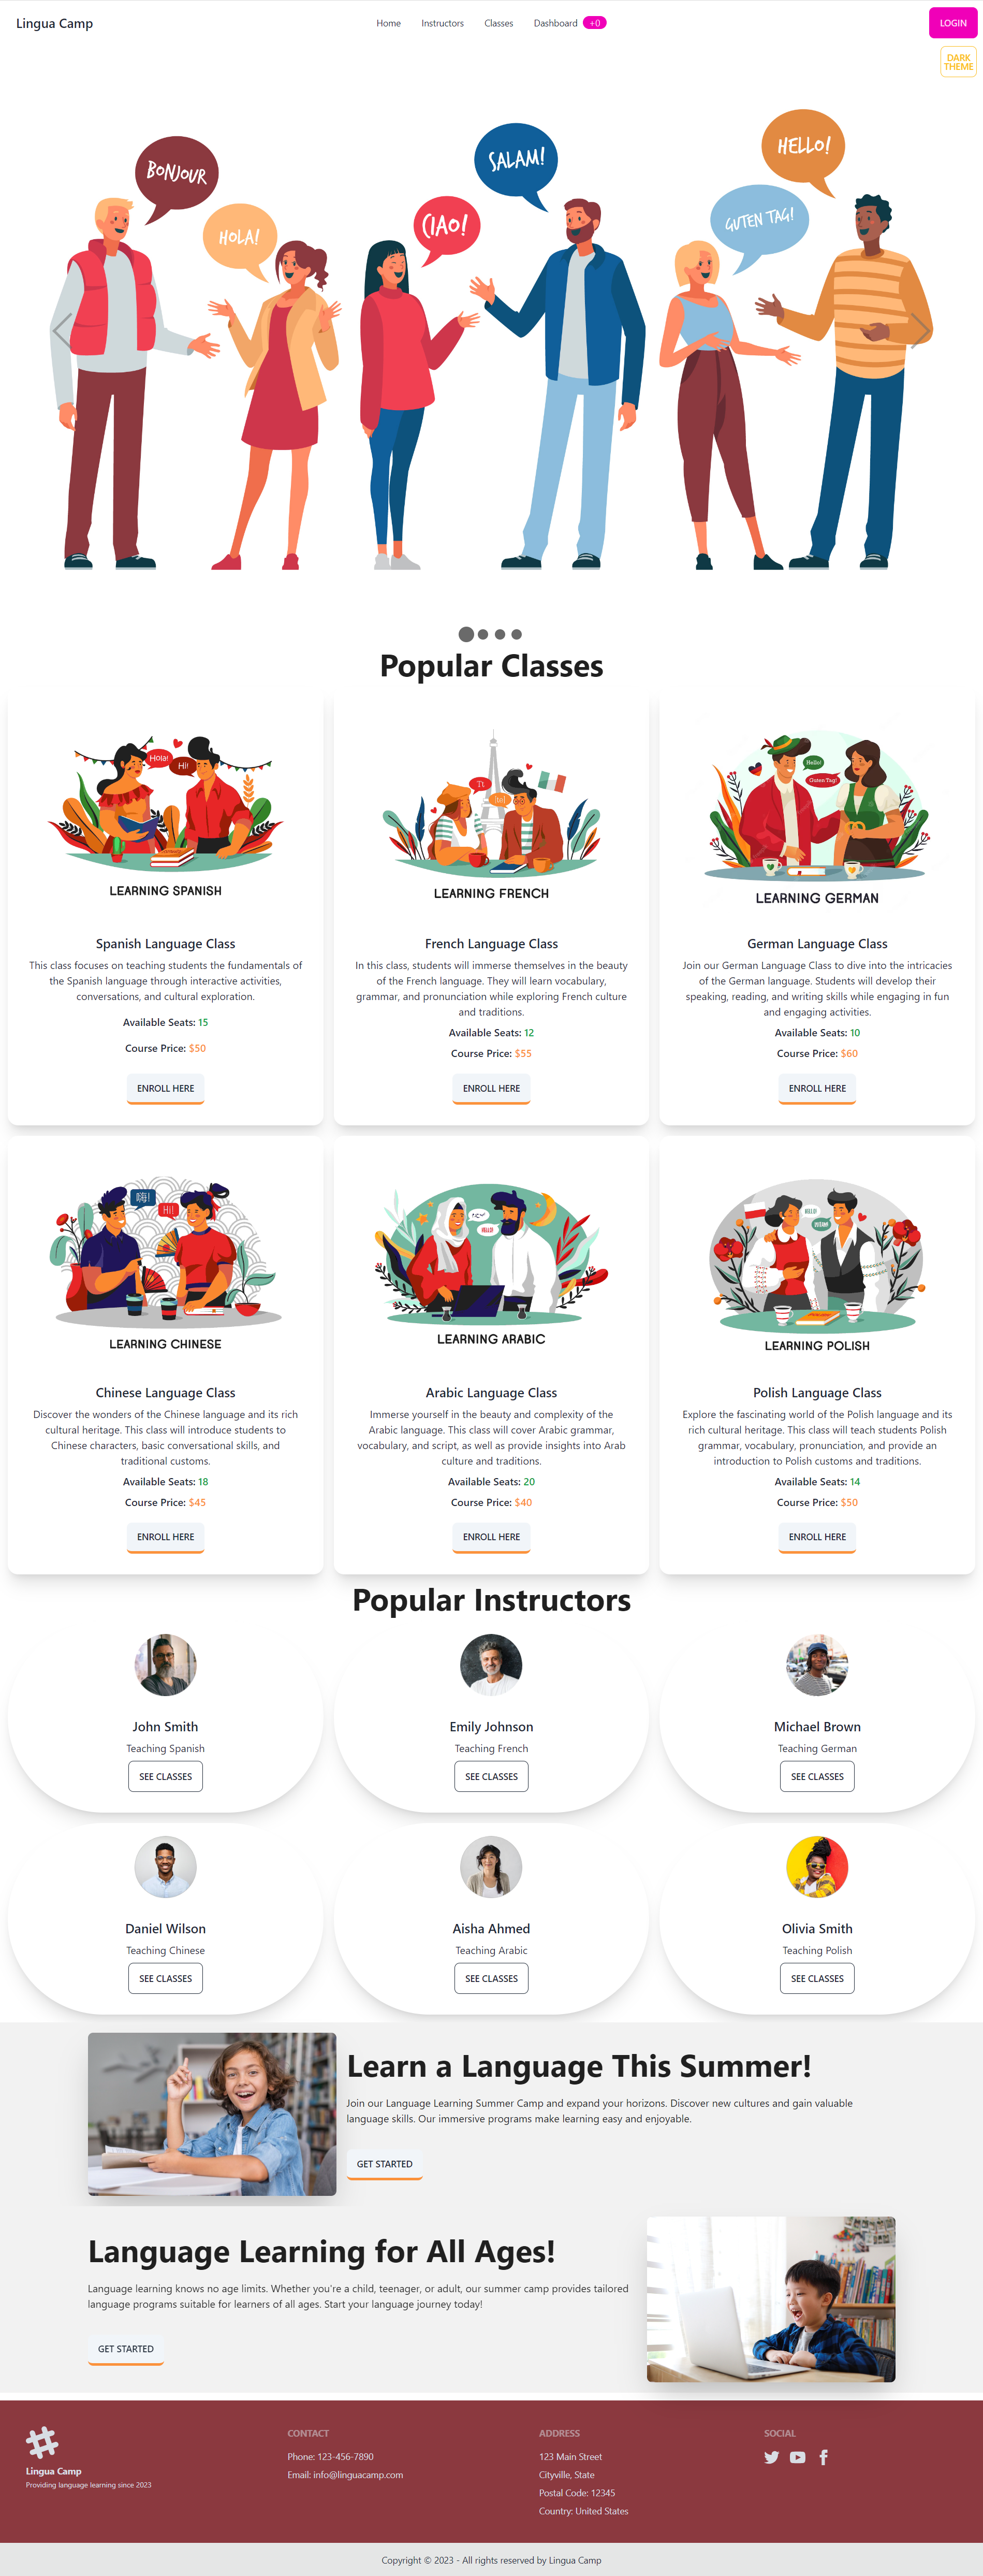 Lingua Camp
Home
Instructors
Classes
Dashboard
+0
LOGIN
DARK
THEME
BONJOUR
HOLA!
CIAO!
SALAM!
GUTEN TAG!
HELLO!
Popular Classes
Hola!
Hi!
LEARNING SPANISH
Spanish Language Class
This class focuses on teaching students the fundamentals of
the Spanish language through interactive activities,
conversations, and cultural exploration.
Available Seats: 15
Course Price: $50
ENROLL HERE
LEARNING FRENCH
French Language Class
In this class, students will immerse themselves in the beauty
of the French language. They will learn vocabulary,
grammar, and pronunciation while exploring French culture
and traditions.
Available Seats: 12
Course Price: $55
ENROLL HERE
Hello!
Guten Tag!
LEARNING GERMAN
German Language Class
Join our German Language Class to dive into the intricacies
of the German language. Students will develop their
speaking, reading, and writing skills while engaging in fun
and engaging activities.
Available Seats: 10
Course Price: $60
ENROLL HERE
嗨!
Hi!
LEARNING CHINESE
Chinese Language Class
Discover the wonders of the Chinese language and its rich
cultural heritage. This class will introduce students to
Chinese characters, basic conversational skills, and
traditional customs.
Available Seats: 18
Course Price: $45
ENROLL HERE
HELLO!
LEARNING ARABIC
Arabic Language Class
Immerse yourself in the beauty and complexity of the
Arabic language. This class will cover Arabic grammar,
vocabulary, and script, as well as provide insights into Arab
culture and traditions.
Available Seats: 20
Course Price: $40
ENROLL HERE
HELLO!
LEARNING POLISH
Polish Language Class
Explore the fascinating world of the Polish language and its
rich cultural heritage. This class will teach students Polish
grammar, vocabulary, pronunciation, and provide an
introduction to Polish customs and traditions.
Available Seats: 14
Course Price: $50
ENROLL HERE
Popular Instructors
John Smith
Teaching Spanish
SEE CLASSES
Emily Johnson
Teaching French
SEE CLASSES
Michael Brown
Teaching German
SEE CLASSES
Daniel Wilson
Teaching Chinese
SEE CLASSES
Aisha Ahmed
Teaching Arabic
SEE CLASSES
Olivia Smith
Teaching Polish
SEE CLASSES
Learn a Language This Summer!
Join our Language Learning Summer Camp and expand your horizons. Discover new cultures and gain valuable
language skills. Our immersive programs make learning easy and enjoyable.
GET STARTED
Language Learning for All Ages!
Language learning knows no age limits. Whether you're a child, teenager, or adult, our summer camp provides tailored
language programs suitable for learners of all ages. Start your language journey today!
GET STARTED
Lingua Camp
Providing language learning since 2023
CONTACT
Phone: 123-456-7890
Email: info@linguacamp.com
ADDRESS
123 Main Street
Cityville, State
Postal Code: 12345
Country: United States
SOCIAL
Copyright © 2023 - All rights reserved by Lingua Camp